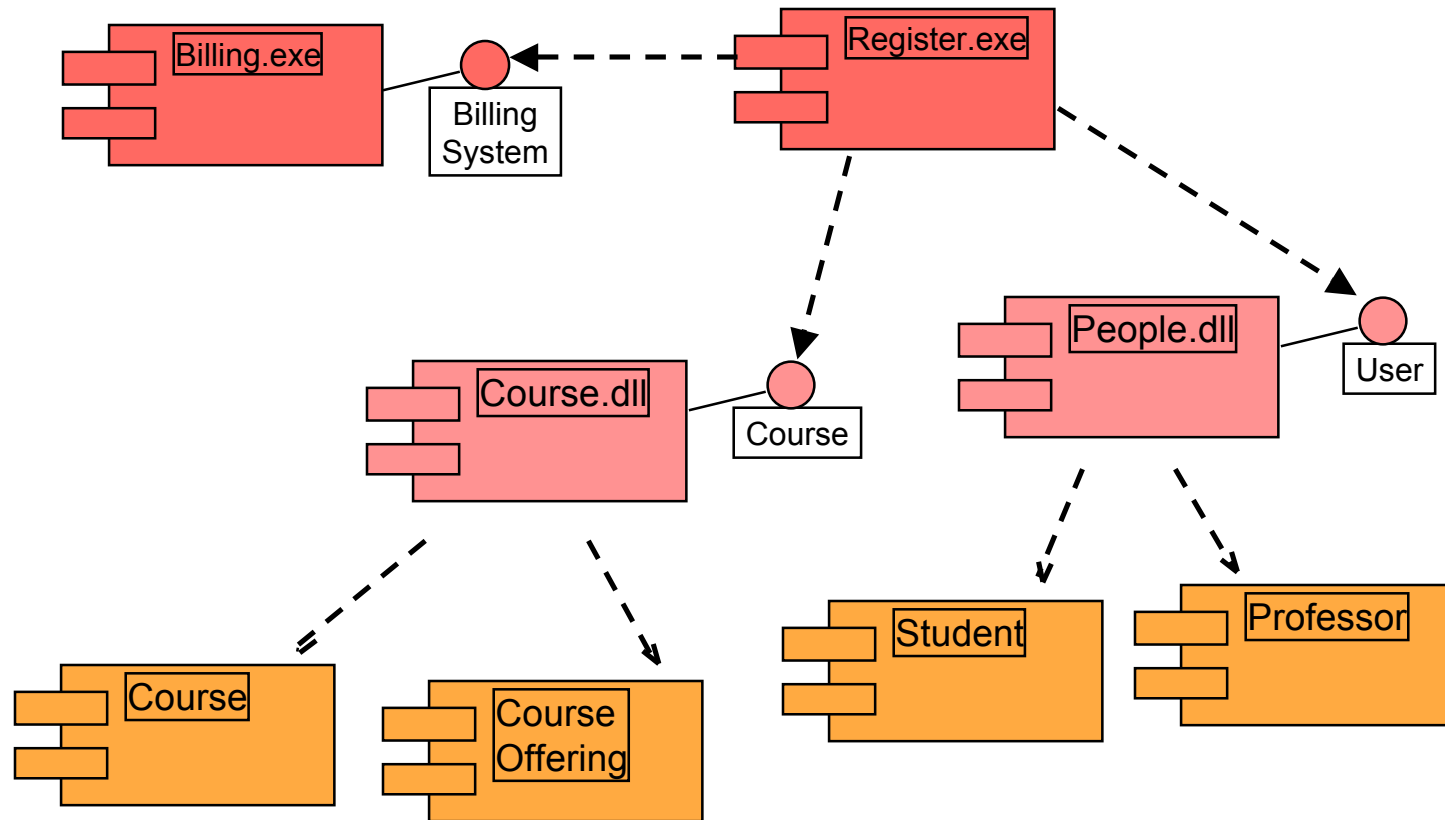 Billing.exe
Register.exe
Billing
System
People.dll
User
Course.dll
Course
Student
Professor
Course
Course
Offering